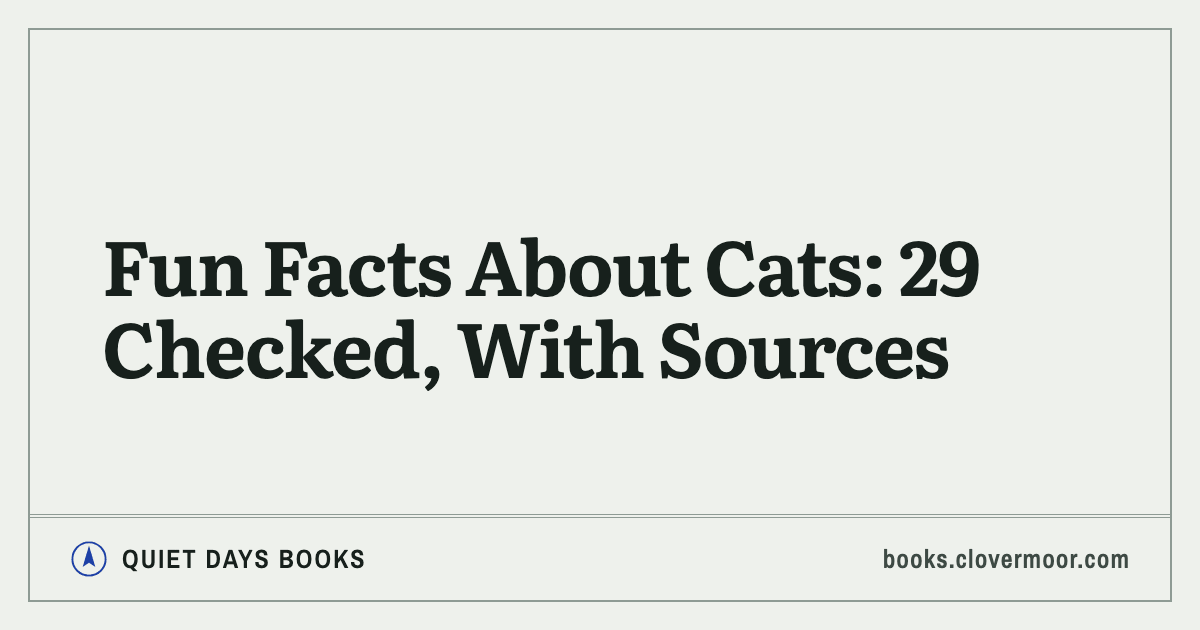 Fun Facts About Cats: 29
Checked, With Sources
QUIET DAYS BOOKS
books.clovermoor.com